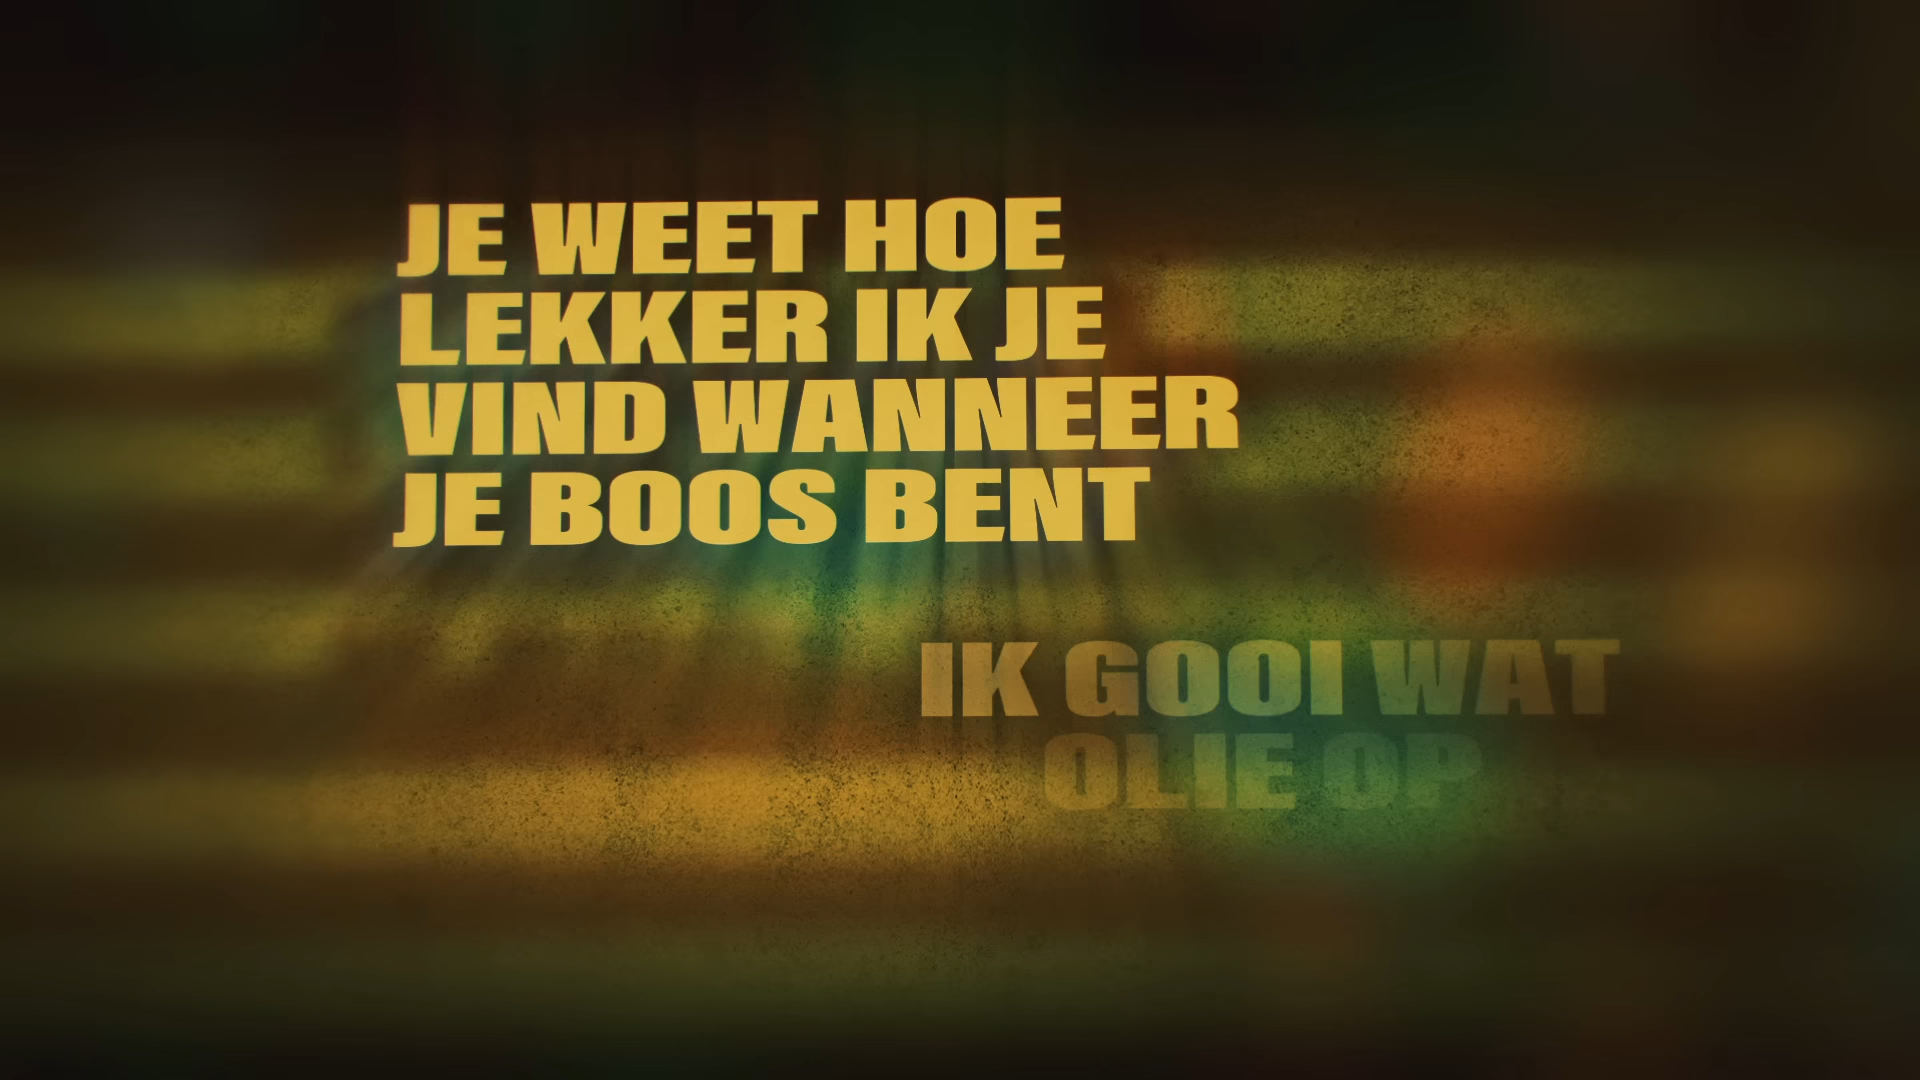 JE WEET HOE
LEKKER IK JE
VIND WANNEER
JE BOOS BENT
IK GOOI WAT
OLIE OP